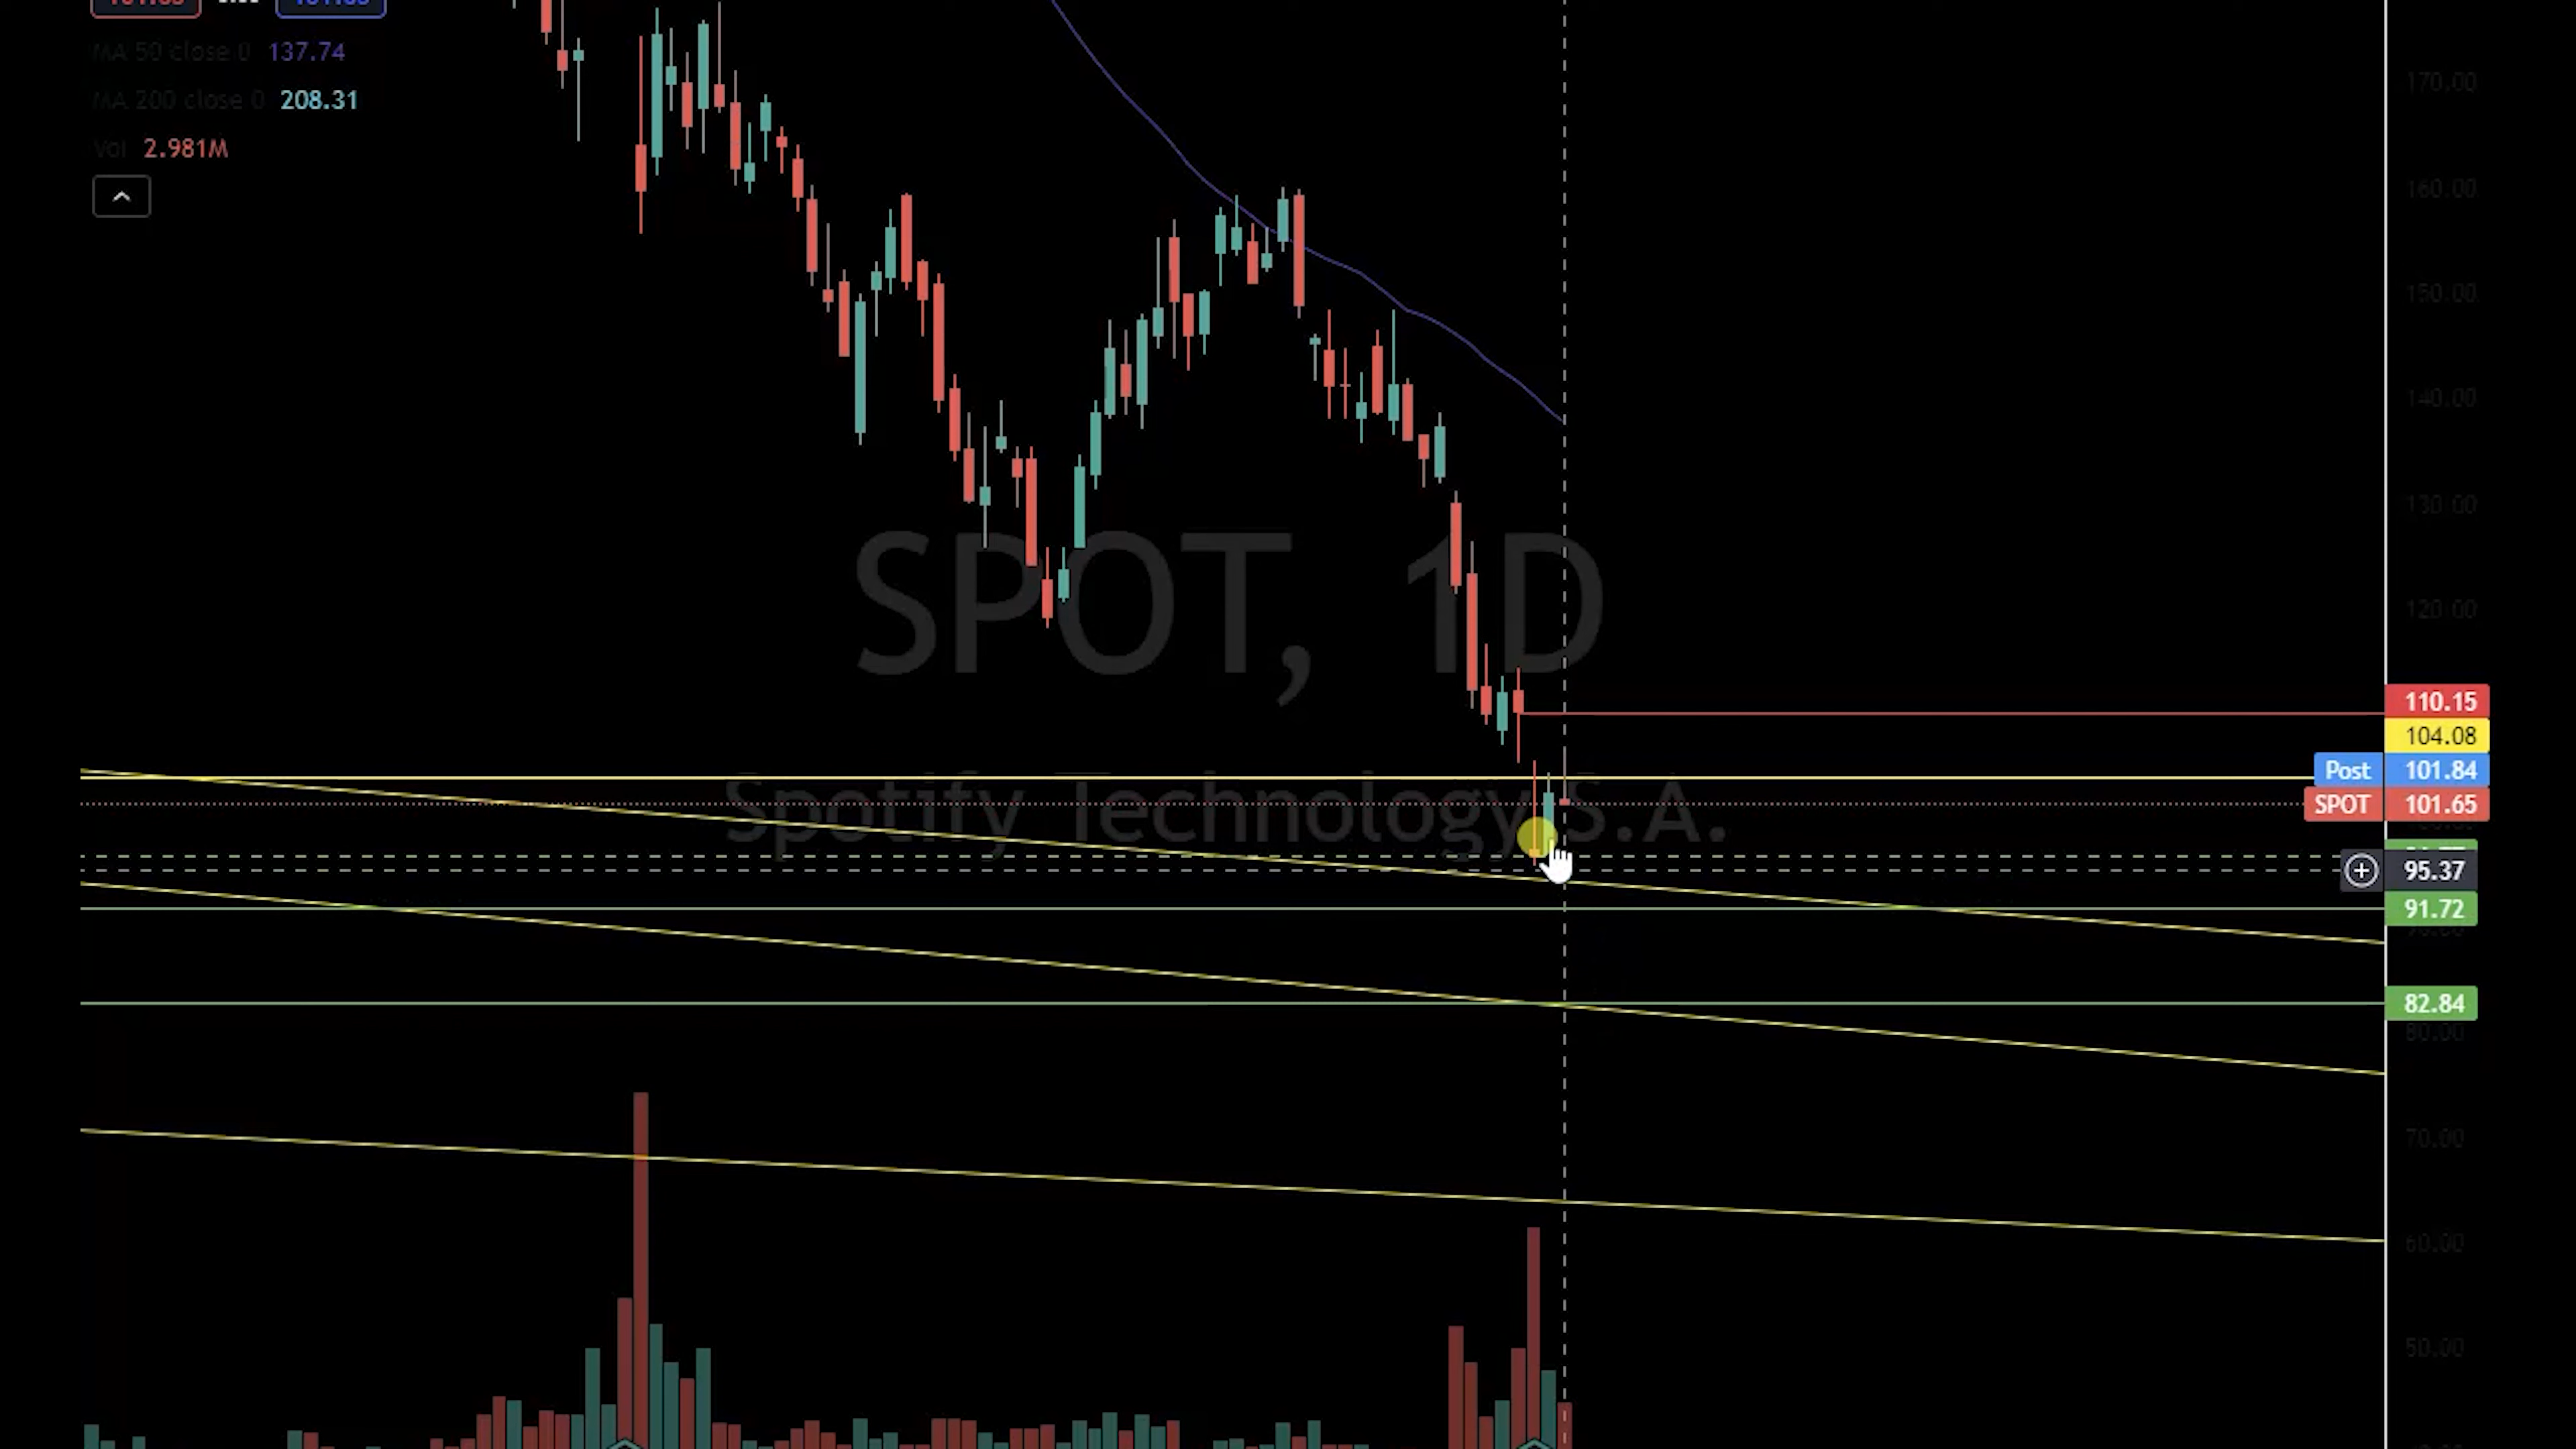 MA 50 close 0 137.74
MA 200 close 0 208.31
Vol 2.981M
SPOT, 1D
Spotify Technology S.A.
170.00
160.00
150.00
140.00
130.00
120.00
110.15
104.08
Post 101.84
SPOT 101.65
95.37
91.72
82.84
80.00
70.00
60.00
50.00